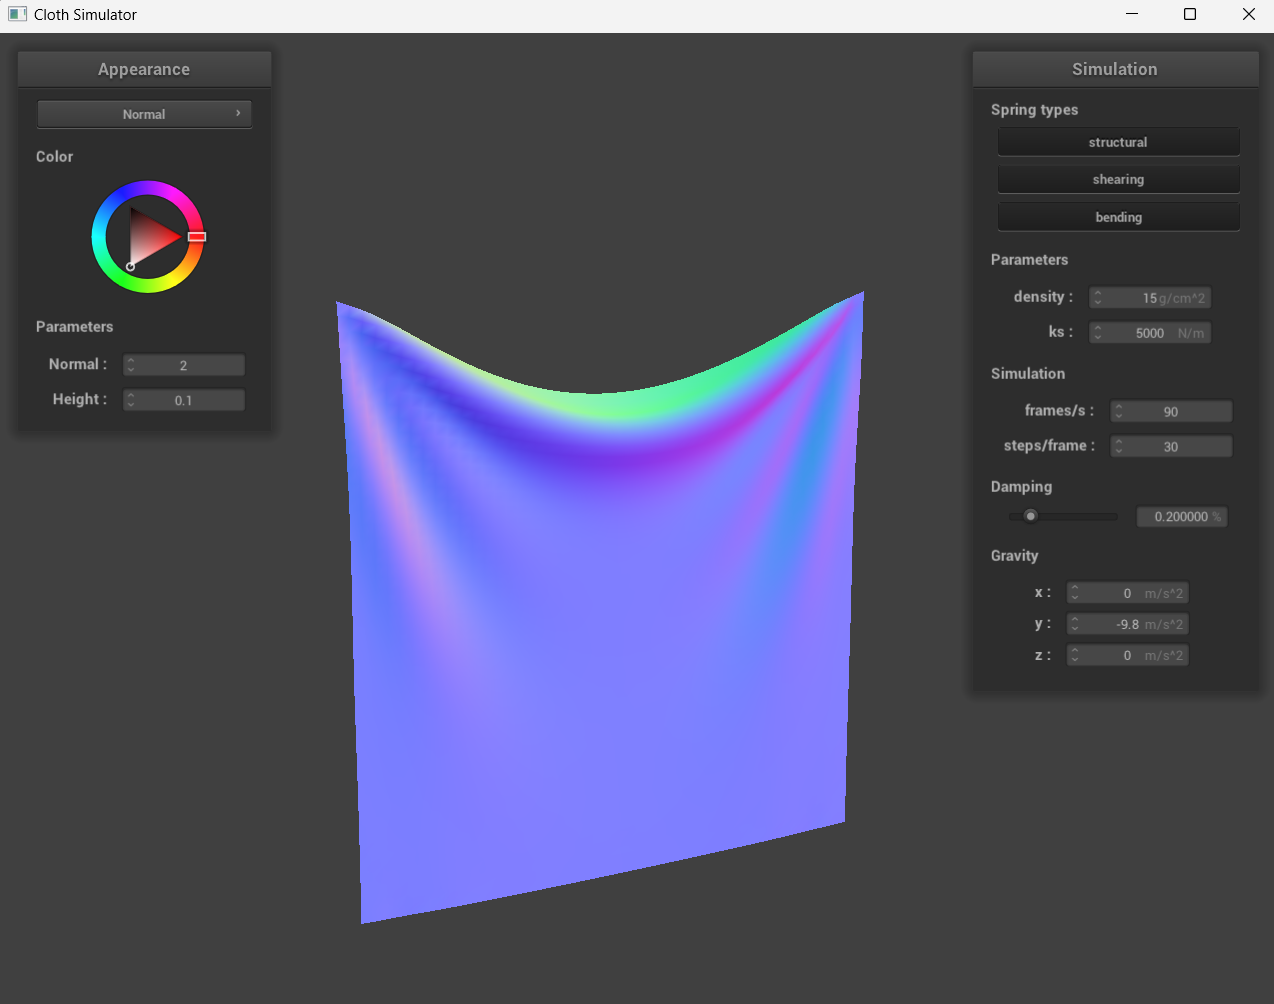 Cloth Simulator
Appearance
Normal
Color
Parameters
Normal : 2
Height : 0.1
Simulation
Spring types
structural
shearing
bending
Parameters
density : 15 g/cm^2
ks : 5000 N/m
Simulation
frames/s : 90
steps/frame : 30
Damping
0.200000 %
Gravity
x : 0 m/s^2
y : -9.8 m/s^2
z : 0 m/s^2